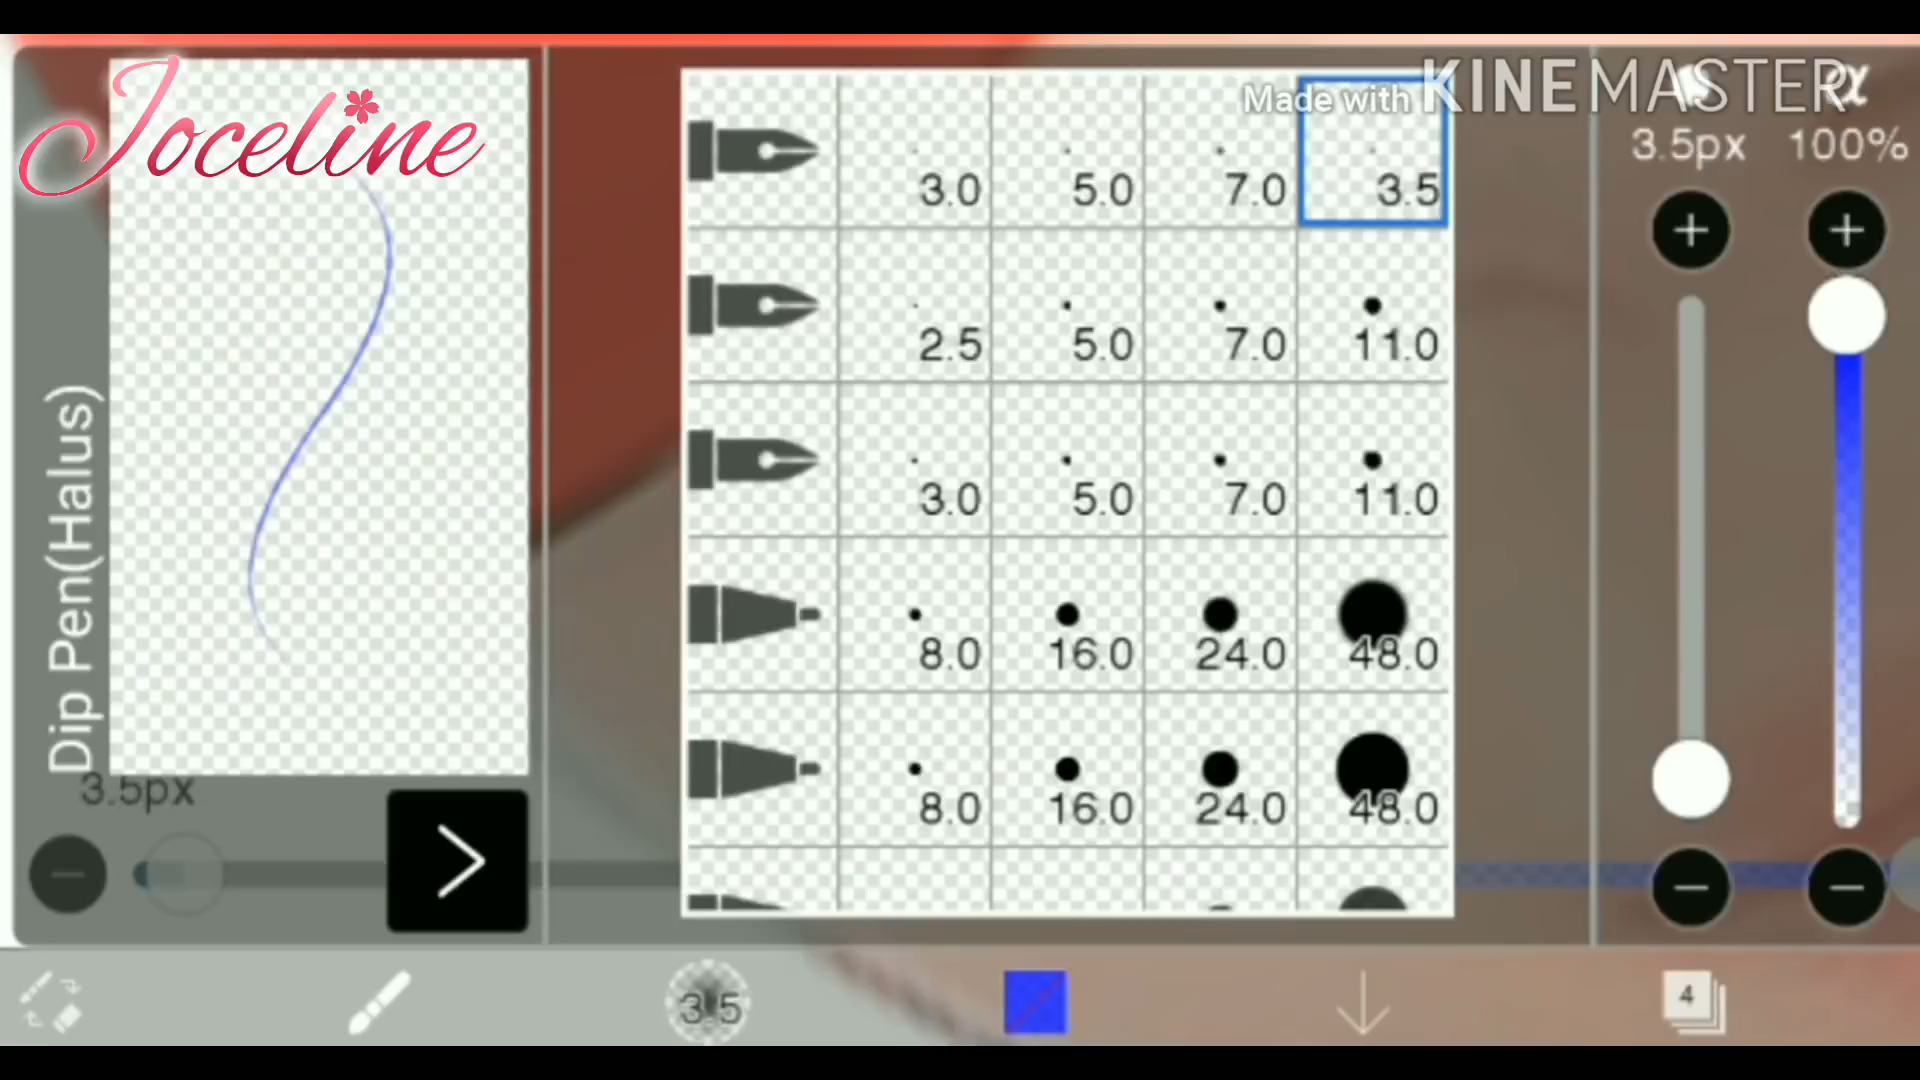 Joceline
Made with KINEMASTER
α
3.5px 100%
3.0 5.0 7.0 3.5
2.5 5.0 7.0 11.0
3.0 5.0 7.0 11.0
8.0 16.0 24.0 48.0
8.0 16.0 24.0 48.0
Dip Pen(Halus)
3.5px
3.5
4